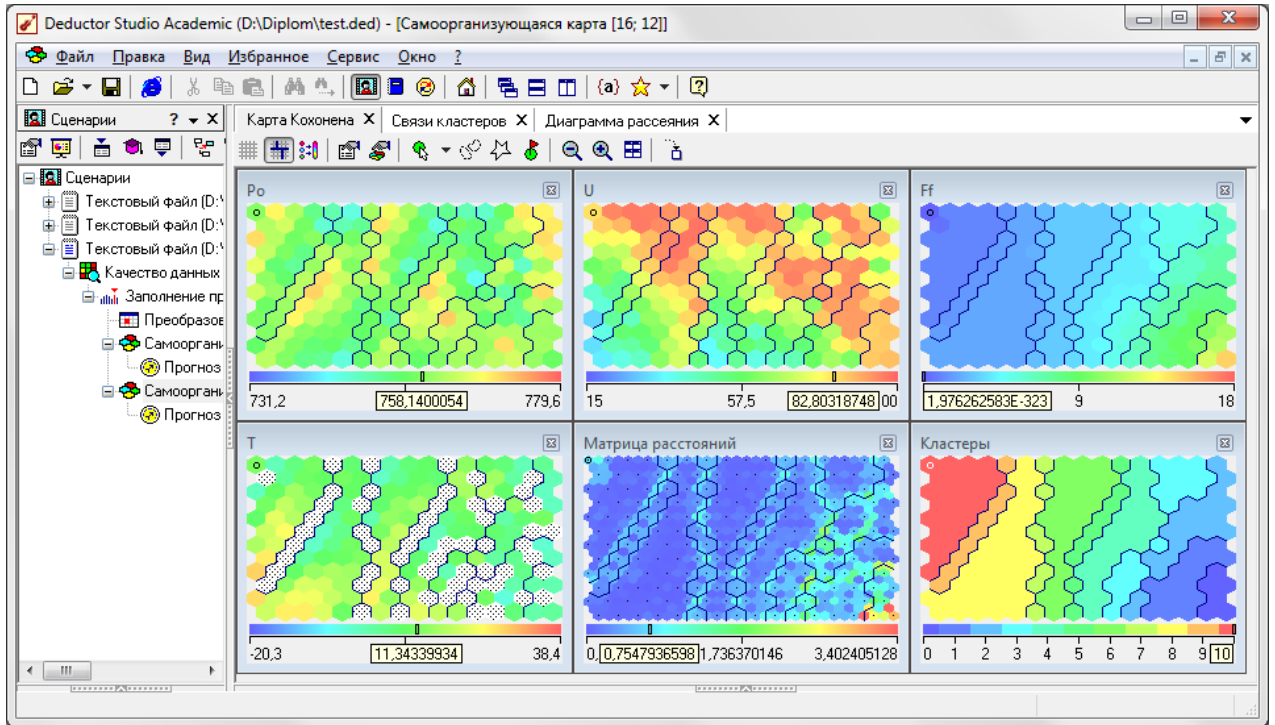 Deductor Studio Academic (D:\Diplom\test.ded) - [Самоорганизующаяся карта [16; 12]]
Файл Правка Вид Избранное Сервис Окно ?
{a}
Сценарии ?
Карта Кохонена X Связи кластеров X Диаграмма рассеяния X
Сценарии
Текстовый файл (D:\
Текстовый файл (D:\
Текстовый файл (D:\
Качество данных
Заполнение пр
Преобразов
Самооргани
Прогноз
Самооргани
Прогноз
Po
731,2 758,1400054 779,6
U
15 57,5 82,80318748 00
Ff
1,976262583E-323 9 18
T
-20,3 11,34339934 38,4
Матрица расстояний
0, 0,7547936598 1,736370146 3,402405128
Кластеры
0 1 2 3 4 5 6 7 8 9 10